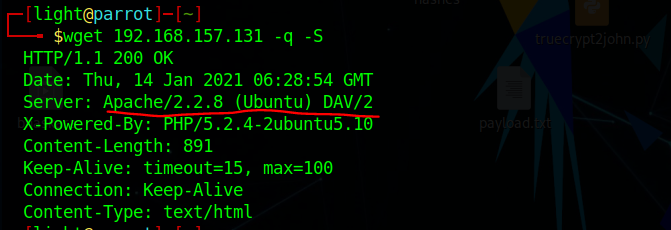 [light@parrot]-[~]
$wget 192.168.157.131 -q -S
HTTP/1.1 200 OK
Date: Thu, 14 Jan 2021 06:28:54 GMT
Server: Apache/2.2.8 (Ubuntu) DAV/2
X-Powered-By: PHP/5.2.4-2ubuntu5.10
Content-Length: 891
Keep-Alive: timeout=15, max=100
Connection: Keep-Alive
Content-Type: text/html
[light@parrot]-[~]
hashes
truecrypt2john.py
payload.txt